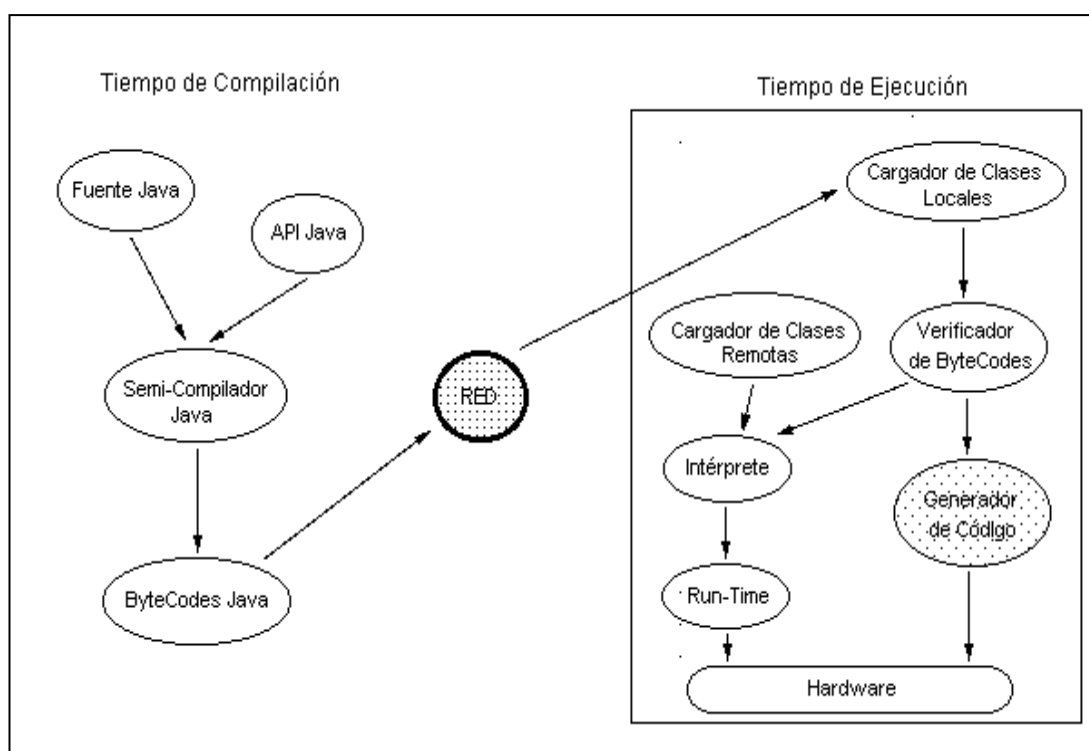 Tiempo de Compilación
Fuente Java
API Java
Semi-Compilador
Java
ByteCodes Java
RED
Tiempo de Ejecución
Cargador de Clases
Locales
Cargador de Clases
Remotas
Verificador
de ByteCodes
Intérprete
Generador
de Código
Run-Time
Hardware